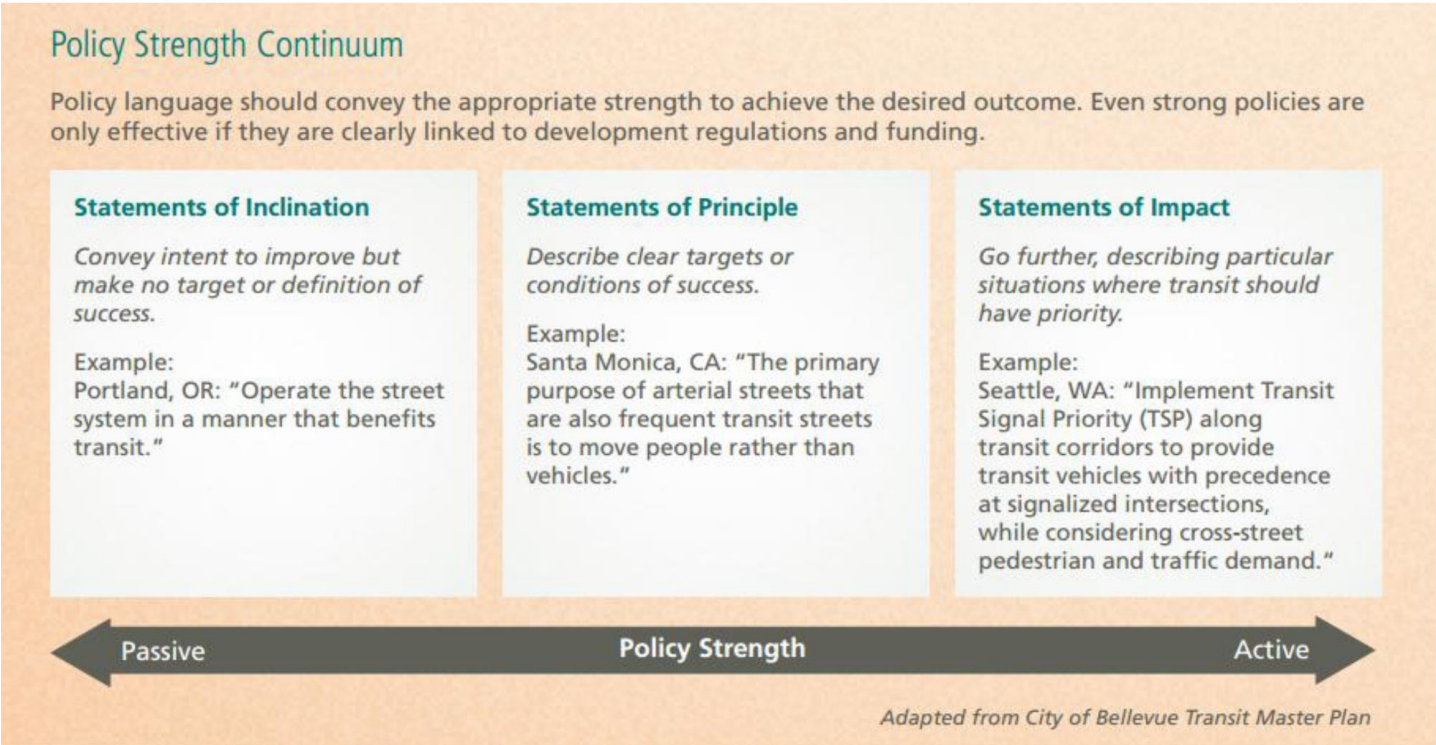 Policy Strength Continuum
Policy language should convey the appropriate strength to achieve the desired outcome. Even strong policies are
only effective if they are clearly linked to development regulations and funding.
Statements of Inclination
Convey intent to improve but
make no target or definition of
success.
Example:
Portland, OR: “Operate the street
system in a manner that benefits
transit.”
Statements of Principle
Describe clear targets or
conditions of success.
Example:
Santa Monica, CA: “The primary
purpose of arterial streets that
are also frequent transit streets
is to move people rather than
vehicles.”
Statements of Impact
Go further, describing particular
situations where transit should
have priority.
Example:
Seattle, WA: “Implement Transit
Signal Priority (TSP) along
transit corridors to provide
transit vehicles with precedence
at signalized intersections,
while considering cross-street
pedestrian and traffic demand.“
Passive
Policy Strength
Active
Adapted from City of Bellevue Transit Master Plan